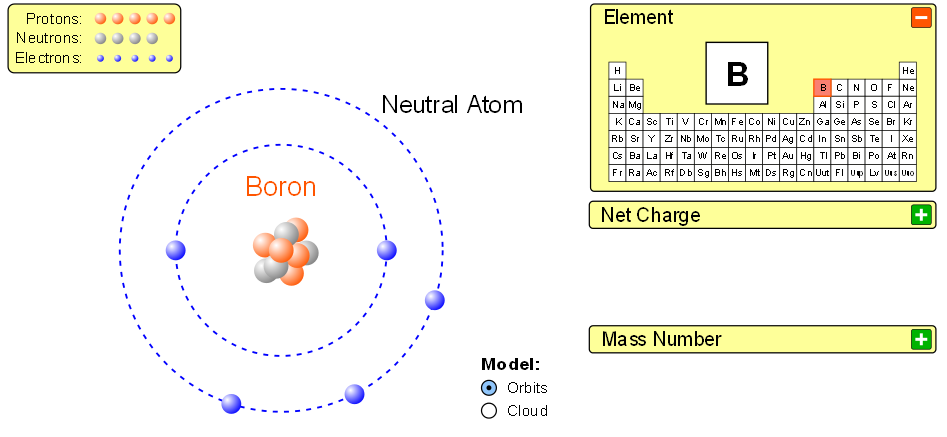 Protons:
Neutrons:
Electrons:
Neutral Atom
Boron
Model:
Orbits
Cloud
Element
B
H He
Li Be B C N O F Ne
Na Mg Al Si P S Cl Ar
K Ca Sc Ti V Cr Mn Fe Co Ni Cu Zn Ga Ge As Se Br Kr
Rb Sr Y Zr Nb Mo Tc Ru Rh Pd Ag Cd In Sn Sb Te I Xe
Cs Ba La Hf Ta W Re Os Ir Pt Au Hg Tl Pb Bi Po At Rn
Fr Ra Ac Rf Db Sg Bh Hs Mt Ds Rg Cn Uut Fl Uup Lv Uus Uuo
Net Charge
Mass Number